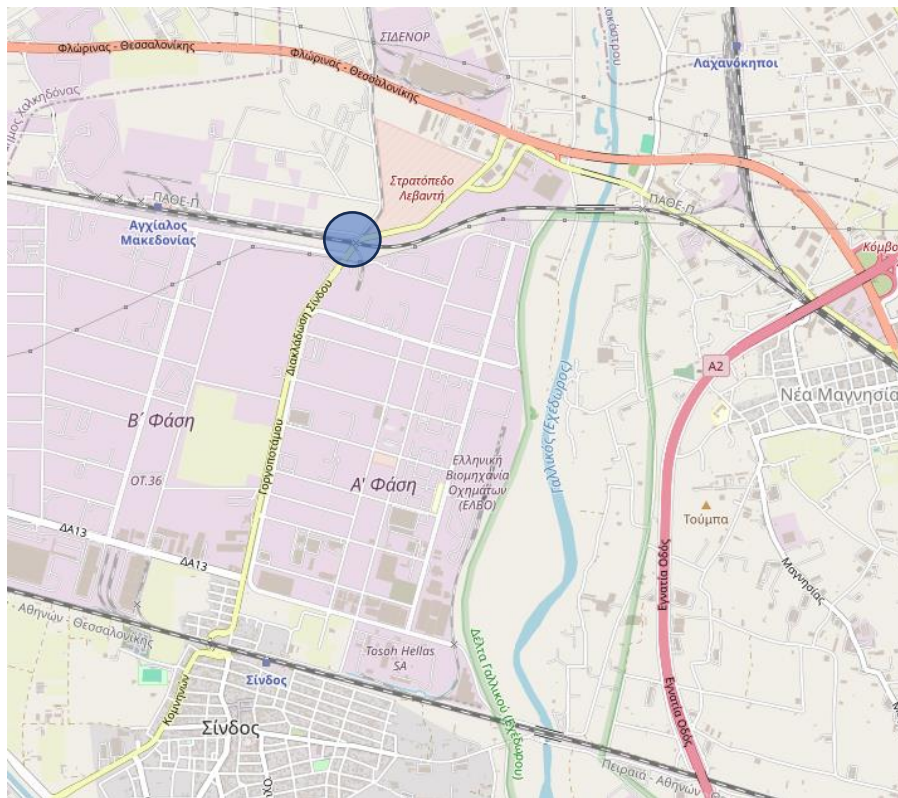 ΣΙΔΕΝΟΡ
Φλώρινας - Θεσσαλονίκης
Φλώρινας - Θεσσαλονίκης
Λαχανόκηποι
Στρατόπεδο
Λεβαντή
ΠΑΘΕ-Π
ΠΑΘΕ-Π
Αγχίαλος
Μακεδονίας
Κόμβο
Διακλάδωση Σίνδου
Γαλλικός (Εχέδωρος)
A2
Νέα Μαγνησία
Β΄ Φάση
Γοργοποτάμου
Ελληνική
Βιομηχανία
Οχημάτων
(ΕΛΒΟ)
ΟΤ.36
Α' Φάση
Τούμπα
ΔΑ13
ΔΑ13
Εγνατία Οδός
Μαγνησίας
- Αθηνών - Θεσσαλονίκης
Tosoh Hellas
SA
Σίνδος
Δέλτα Γαλλικού (Εχέδωρου)
Εγνατία Οδός
Κομνηνών
Σίνδος
Πειραιά - Αθηνών